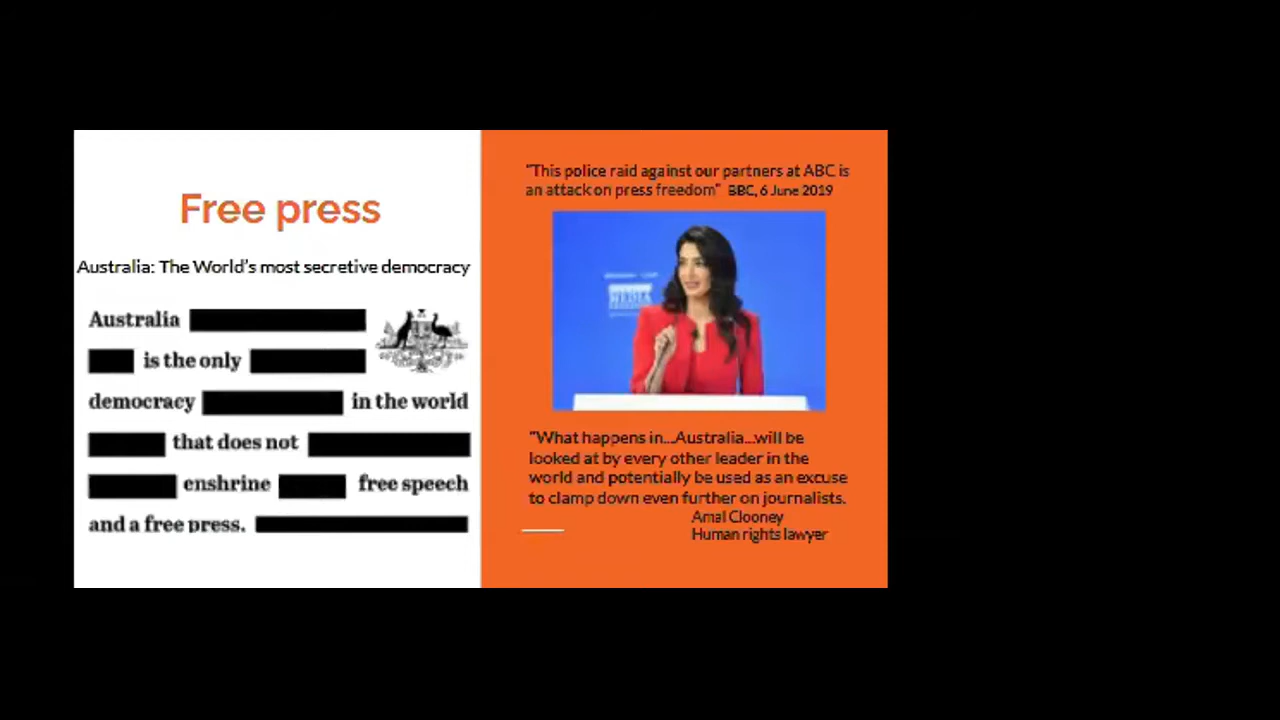 Free press
Australia: The World's most secretive democracy
Australia
is the only
democracy in the world
that does not
enshrine free speech
and a free press.
"This police raid against our partners at ABC is
an attack on press freedom" BBC, 6 June 2019
MEDIA
"What happens in...Australia...will be
looked at by every other leader in the
world and potentially be used as an excuse
to clamp down even further on journalists.
Amal Clooney
Human rights lawyer